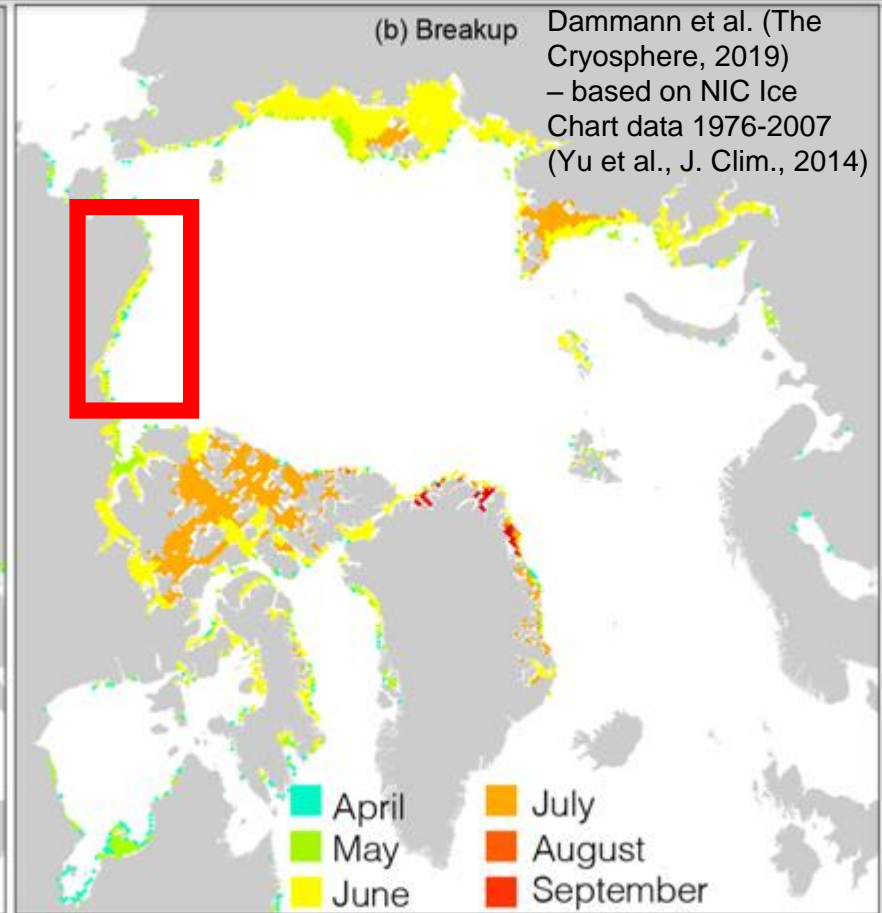 (b) Breakup
Dammann et al. (The
Cryosphere, 2019)
– based on NIC Ice
Chart data 1976-2007
(Yu et al., J. Clim., 2014)
April
May
June
July
August
September